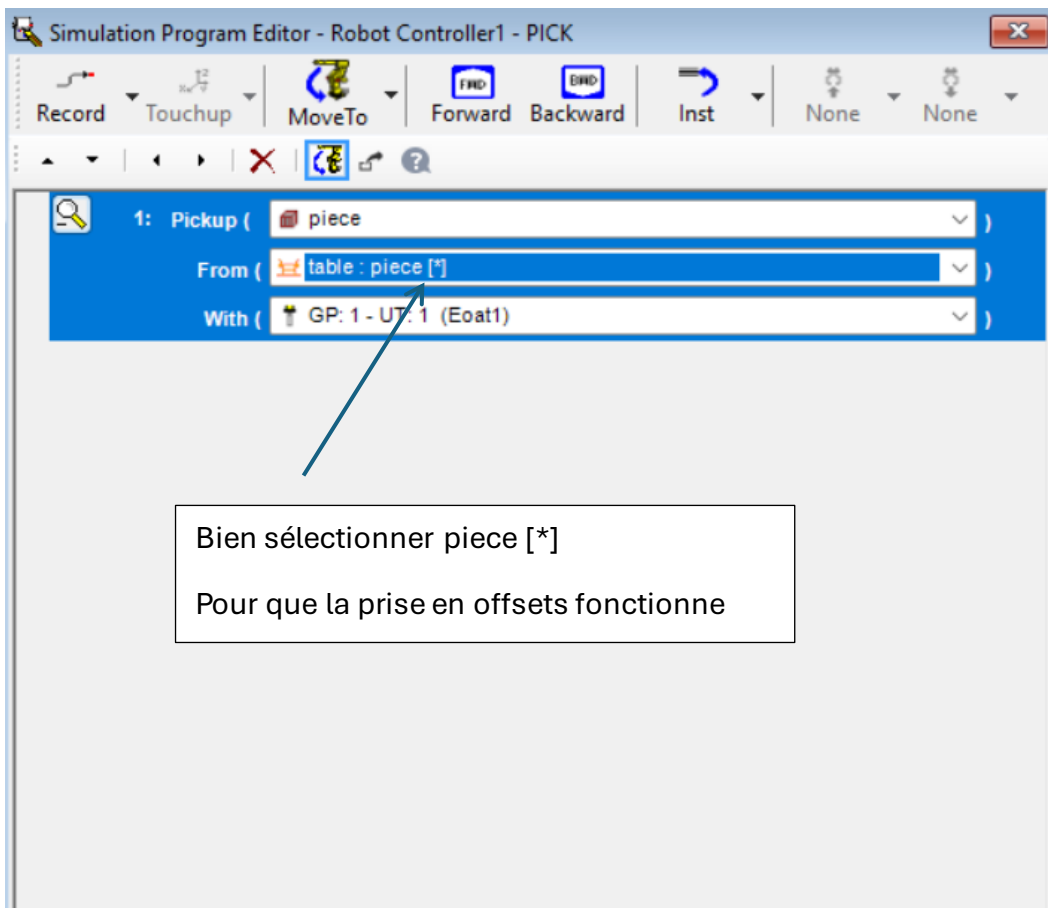 Simulation Program Editor - Robot Controller1 - PICK
Record Touchup MoveTo FWD Forward BWD Backward Inst None None
1: Pickup ( piece )
From ( table : piece [*] )
With ( GP: 1 - UT: 1 (Eoat1) )
Bien sélectionner piece [*]
Pour que la prise en offsets fonctionne